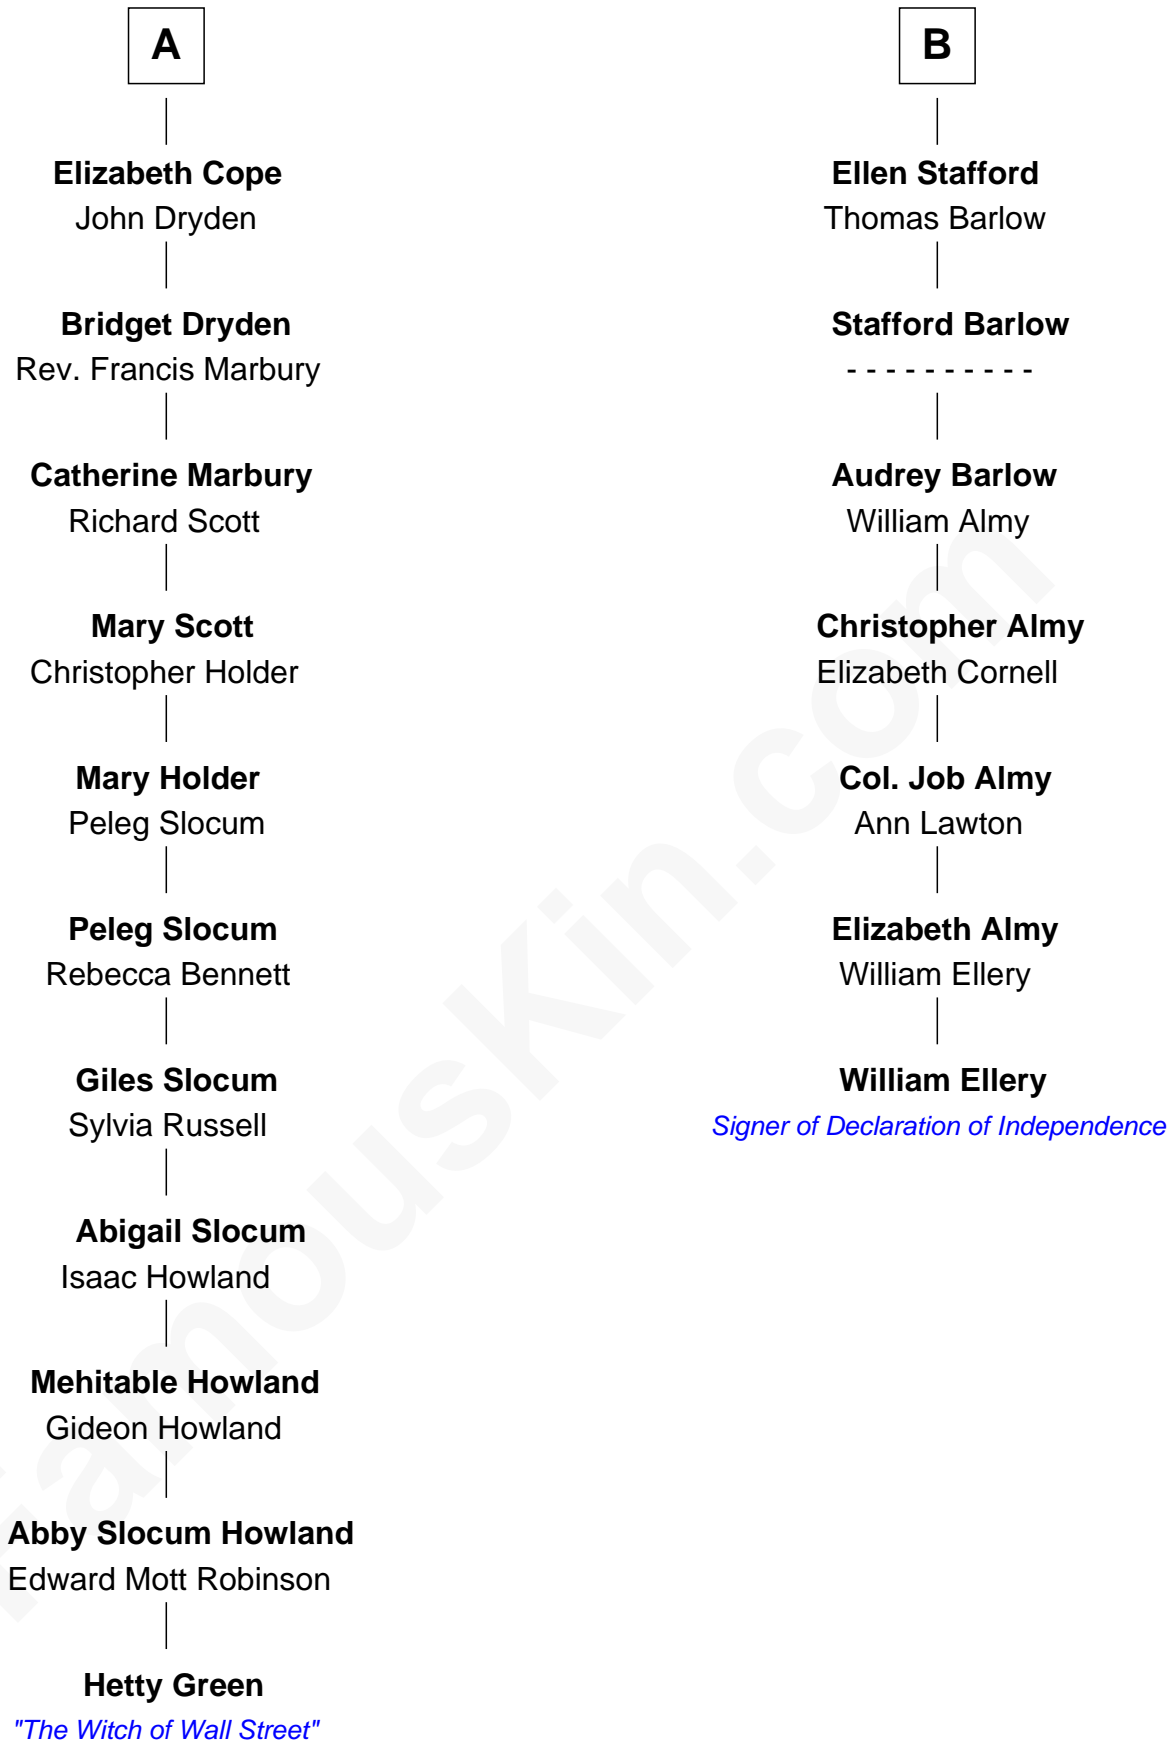 A
Elizabeth Cope
John Dryden
Bridget Dryden
Rev. Francis Marbury
Catherine Marbury
Richard Scott
Mary Scott
Christopher Holder
Mary Holder
Peleg Slocum
Peleg Slocum
Rebecca Bennett
Giles Slocum
Sylvia Russell
Abigail Slocum
Isaac Howland
Mehitable Howland
Gideon Howland
Abby Slocum Howland
Edward Mott Robinson
Hetty Green
"The Witch of Wall Street"
B
Ellen Stafford
Thomas Barlow
Stafford Barlow
- - - - - - - - - -
Audrey Barlow
William Almy
Christopher Almy
Elizabeth Cornell
Col. Job Almy
Ann Lawton
Elizabeth Almy
William Ellery
William Ellery
Signer of Declaration of Independence
FamousKin.com